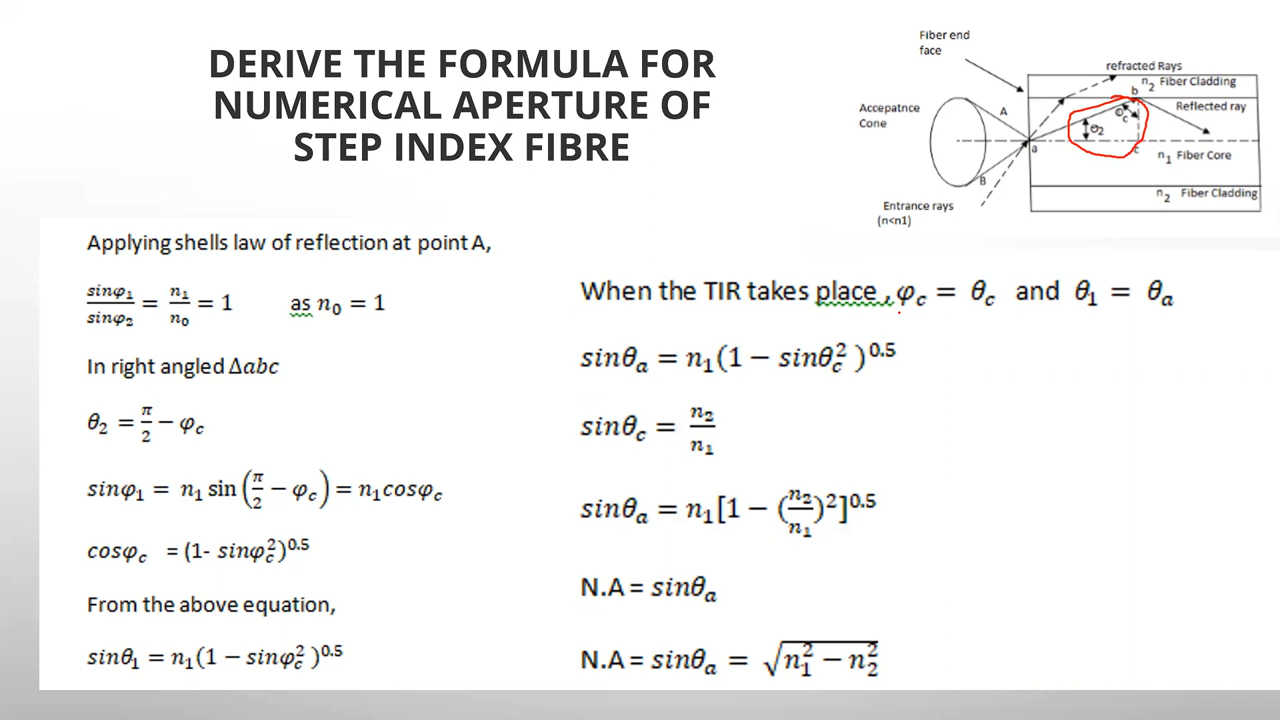 DERIVE THE FORMULA FOR
NUMERICAL APERTURE OF
STEP INDEX FIBRE
Fiber end
face
refracted Rays
n₂ Fiber Cladding
b
Acceptance
Cone
A
Reflected ray
Θc
Θ₂
a
c
n₁ Fiber Core
B
n₂ Fiber Cladding
Entrance rays
(n<n1)
Applying shells law of reflection at point A,
sinφ₁/sinφ₂ = n₁/n₀ = 1 as n₀ = 1
In right angled Δabc
θ₂ = π/2 − φc
sinφ₁ = n₁ sin (π/2 − φc) = n₁cosφc
cosφc = (1- sinφc²)^0.5
From the above equation,
sinθ₁ = n₁(1 − sinφc²)^0.5
When the TIR takes place ,φc = θc and θ₁ = θa
sinθa = n₁(1 − sinθc²)^0.5
sinθc = n₂/n₁
sinθa = n₁[1 − (n₂/n₁)²]^0.5
N.A = sinθa
N.A = sinθa = √(n₁² − n₂²)